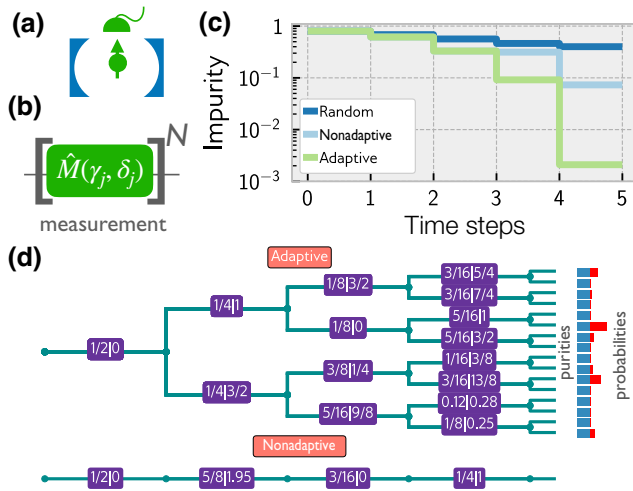 (a)
(b)
[M̂(γⱼ, δⱼ)]ᴺ
measurement
(c)
Impurity
1
10⁻¹
10⁻²
10⁻³
Random
Nonadaptive
Adaptive
0 1 2 3 4 5
Time steps
(d)
Adaptive
1/2|0
1/4|1
1/4|3/2
1/8|3/2
1/8|0
3/8|1/4
5/16|9/8
3/16|5/4
3/16|7/4
5/16|1
5/16|3/2
1/16|3/8
3/16|13/8
0.12|0.28
1/8|0.25
purities
probabilities
Nonadaptive
1/2|0 5/8|1.95 3/16|0 1/4|1